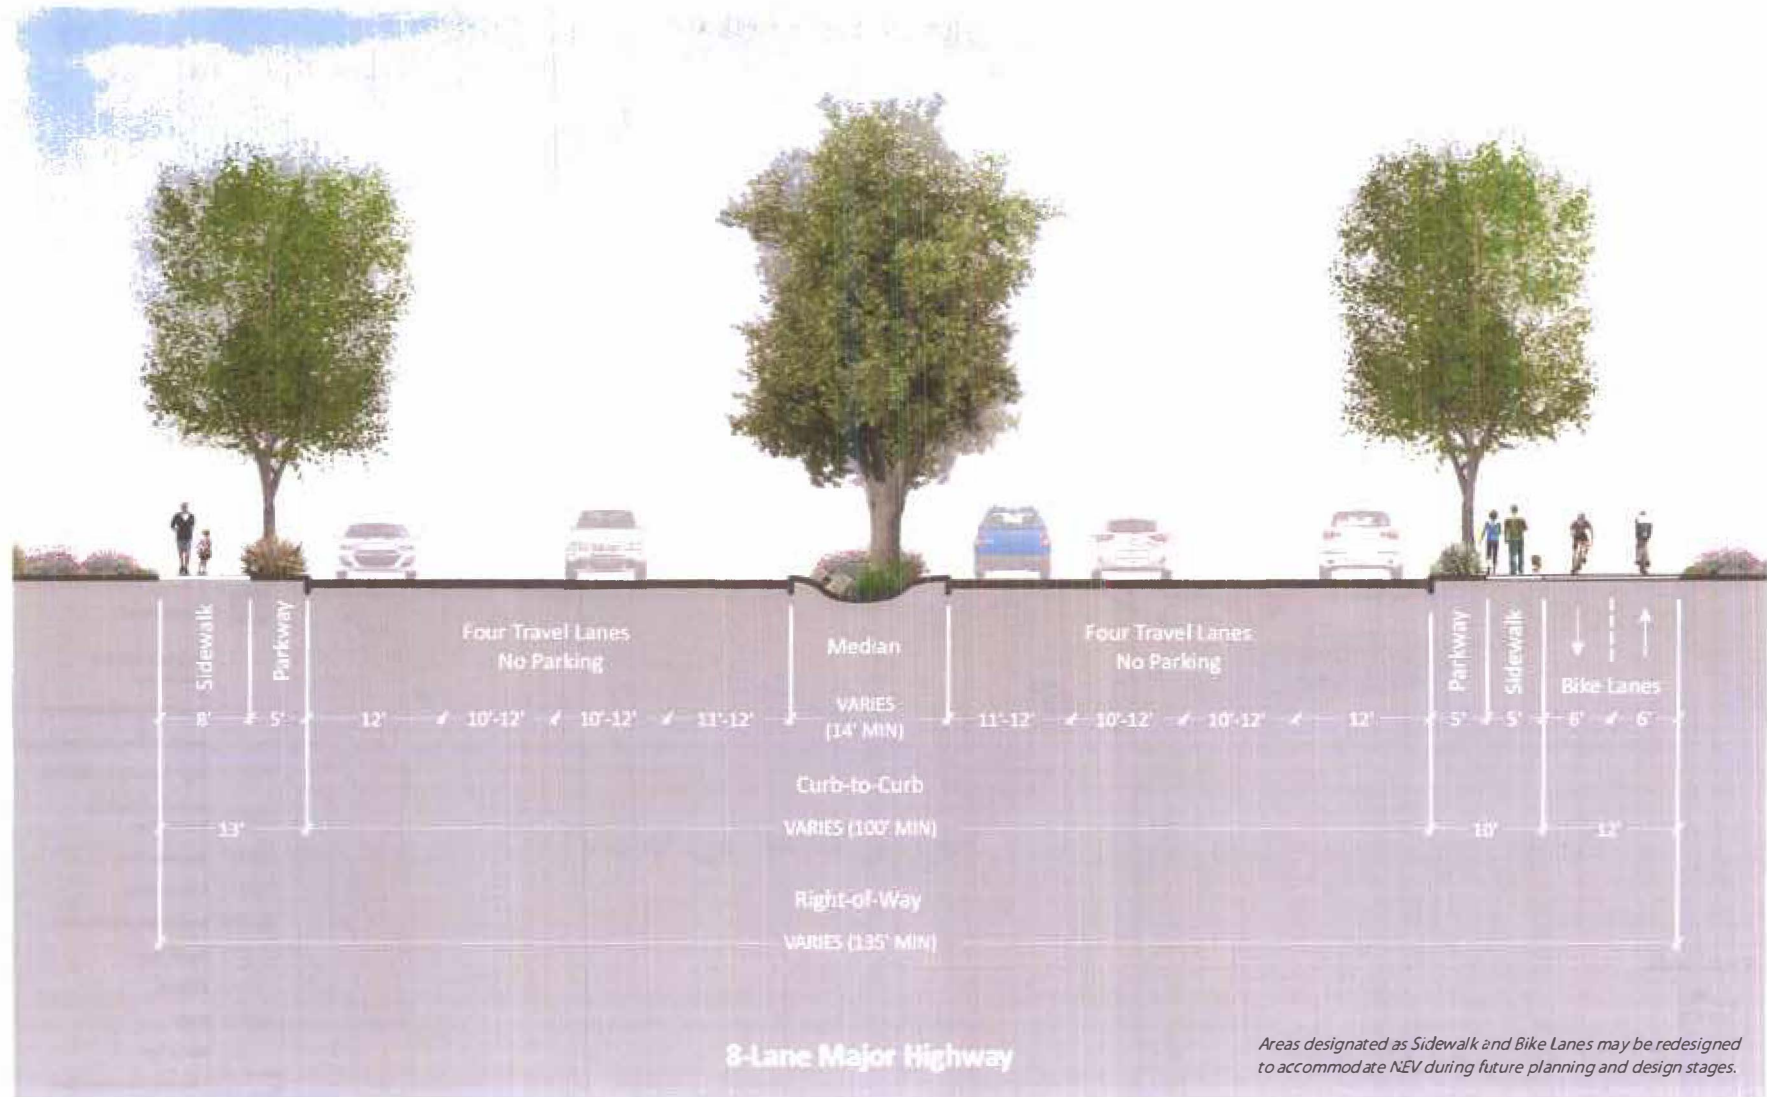 Sidewalk
Parkway
Four Travel Lanes
No Parking
Median
Four Travel Lanes
No Parking
Parkway
Sidewalk
Bike Lanes
8'
5'
12'
10'-12'
10'-12'
11'-12'
VARIES
(14' MIN)
11'-12'
10'-12'
10'-12'
12'
5'
5'
6'
6'
Curb-to-Curb
13'
VARIES (100' MIN)
10'
12'
Right-of-Way
VARIES (135' MIN)
8-Lane Major Highway
Areas designated as Sidewalk and Bike Lanes may be redesigned
to accommodate NEV during future planning and design stages.